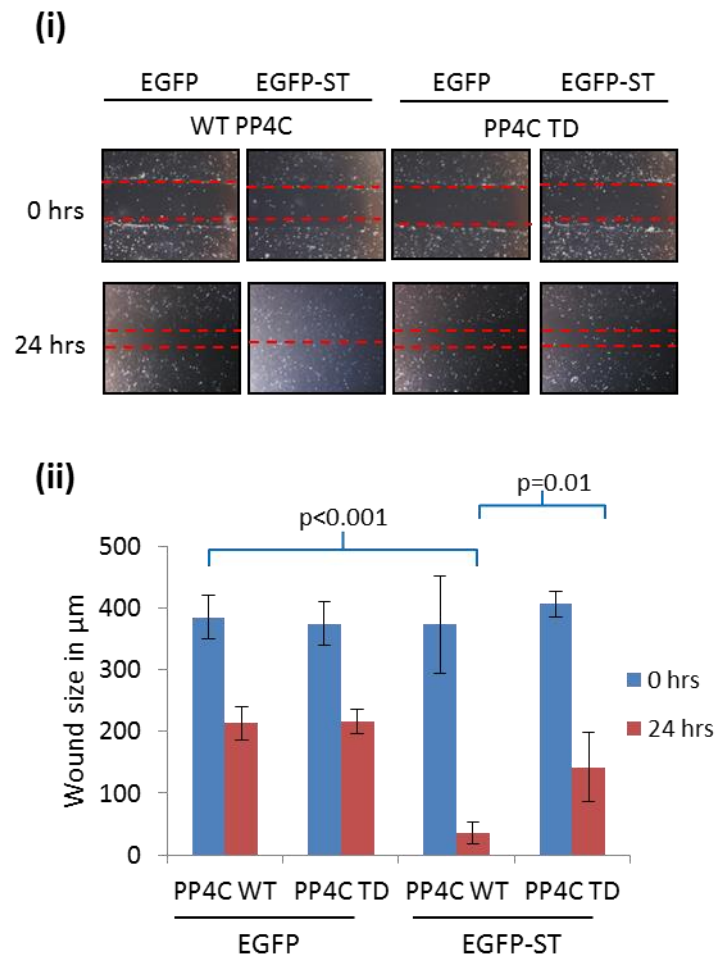 (i)
EGFP EGFP-ST EGFP EGFP-ST
WT PP4C PP4C TD
0 hrs
24 hrs
(ii)
p=0.01
p<0.001
500
400
300
200
100
0
Wound size in µm
0 hrs
24 hrs
PP4C WT PP4C TD PP4C WT PP4C TD
EGFP EGFP-ST